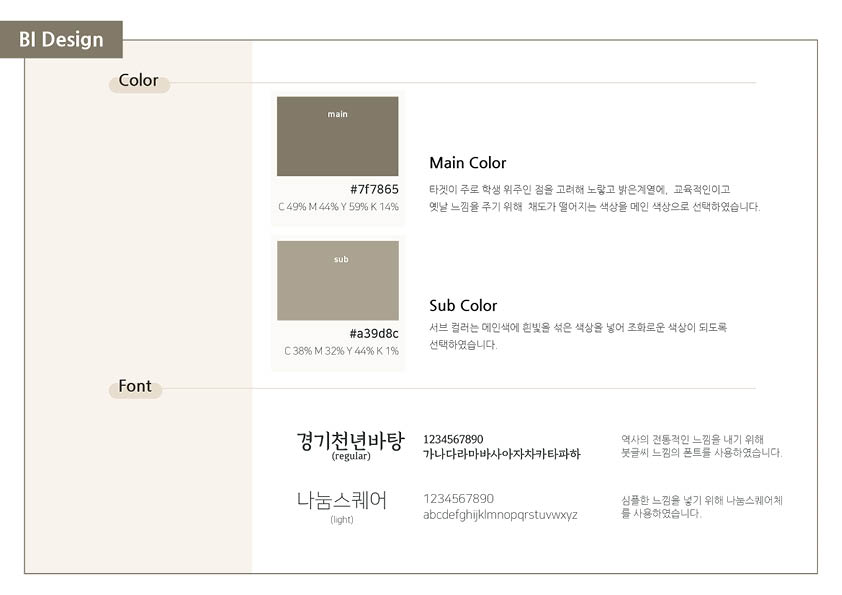 BI Design
Color
main
#7f7865
C 49% M 44% Y 59% K 14%
Main Color
타겟이 주로 학생 위주인 점을 고려해 노랗고 밝은계열에, 교육적인이고
옛날 느낌을 주기 위해 채도가 떨어지는 색상을 메인 색상으로 선택하였습니다.
sub
#a39d8c
C 38% M 32% Y 44% K 1%
Sub Color
서브 컬러는 메인색에 흰빛을 섞은 색상을 넣어 조화로운 색상이 되도록
선택하였습니다.
Font
경기천년바탕
(regular)
1234567890
가나다라마바사아자차카타파하
역사의 전통적인 느낌을 내기 위해
붓글씨 느낌의 폰트를 사용하였습니다.
나눔스퀘어
(light)
1234567890
abcdefghijklmnopqrstuvwxyz
심플한 느낌을 넣기 위해 나눔스퀘어체
를 사용하였습니다.